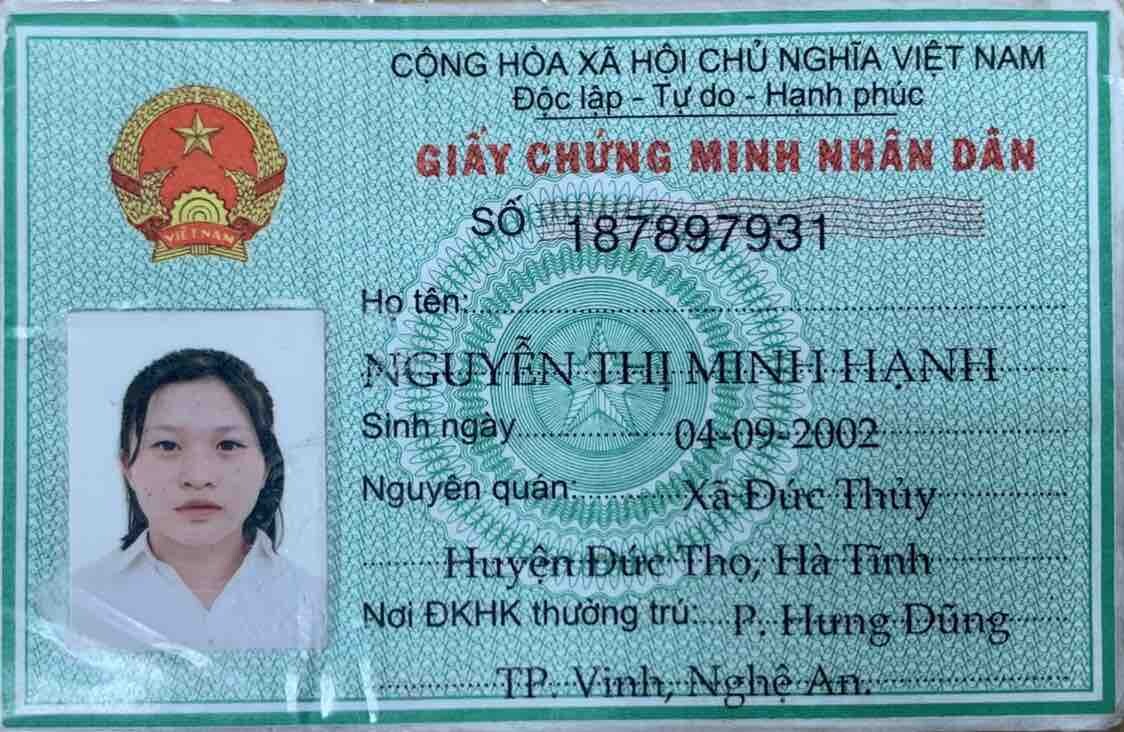 CỘNG HÒA XÃ HỘI CHỦ NGHĨA VIỆT NAM
Độc lập - Tự do - Hạnh phúc
GIẤY CHỨNG MINH NHÂN DÂN
SỐ 187897931
VIỆT NAM
Họ tên:
NGUYỄN THỊ MINH HẠNH
Sinh ngày 04-09-2002
Nguyên quán: Xã Đức Thủy
Huyện Đức Thọ, Hà Tĩnh
Nơi ĐKHK thường trú: P. Hưng Dũng
TP. Vinh, Nghệ An.